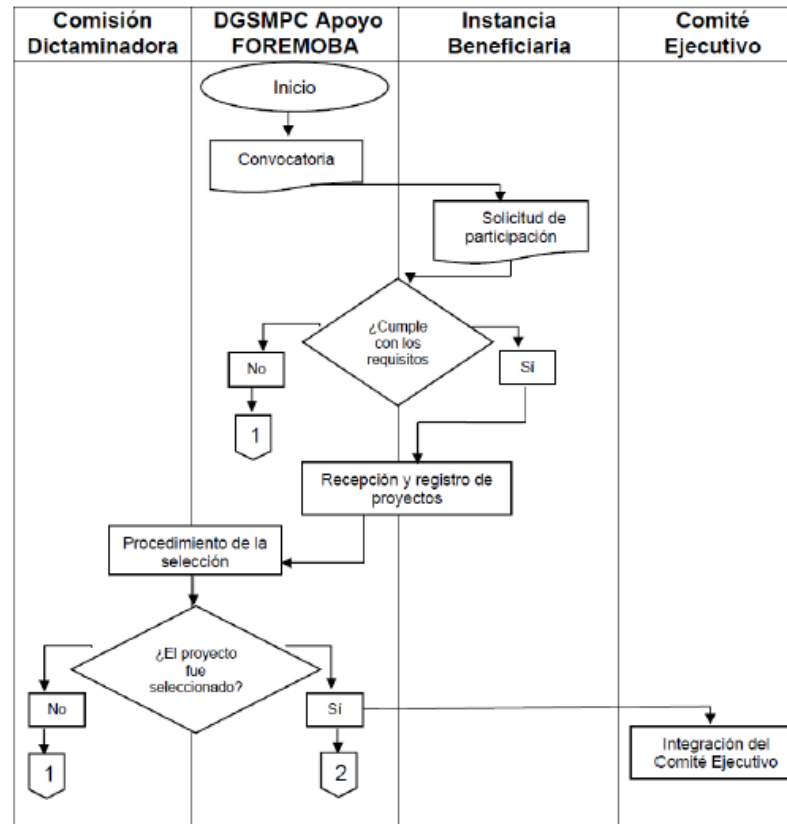 Comisión
Dictaminadora
DGSMPC Apoyo
FOREMOBA
Instancia
Beneficiaria
Comité
Ejecutivo
Inicio
Convocatoria
Solicitud de
participación
¿Cumple
con los
requisitos
No
Sí
1
Recepción y registro de
proyectos
Procedimiento de la
selección
¿El proyecto
fue
seleccionado?
No
Sí
Integración del
Comité Ejecutivo
1
2